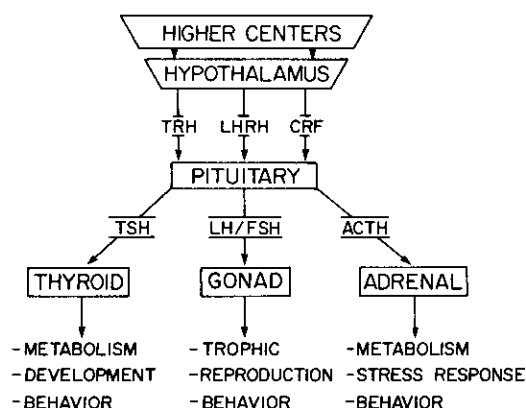 HIGHER CENTERS
HYPOTHALAMUS
TRH LHRH CRF
PITUITARY
TSH LH/FSH ACTH
THYROID GONAD ADRENAL
-METABOLISM -TROPHIC -METABOLISM
-DEVELOPMENT -REPRODUCTION -STRESS RESPONSE
-BEHAVIOR -BEHAVIOR -BEHAVIOR